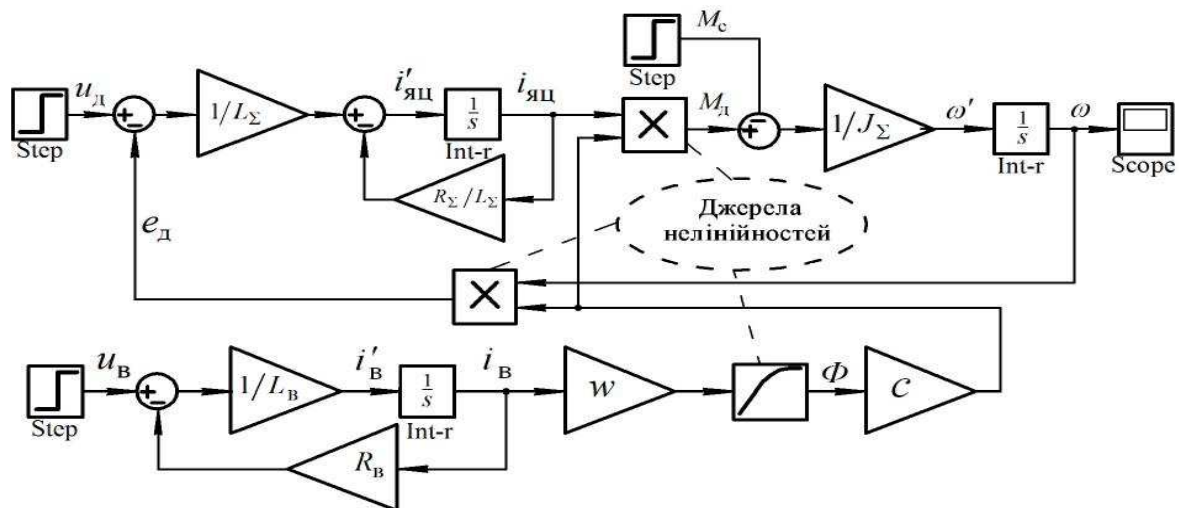 M_c
Step
u_д
1/L_Σ
i′_яц
1/s
Int-r
i_яц
M_д
1/J_Σ
ω′
1/s
Int-r
ω
Scope
Step
R_Σ/L_Σ
Джерела
нелінійностей
e_д
u_в
1/L_в
i′_в
1/s
Int-r
i_в
w
Φ
c
Step
R_в